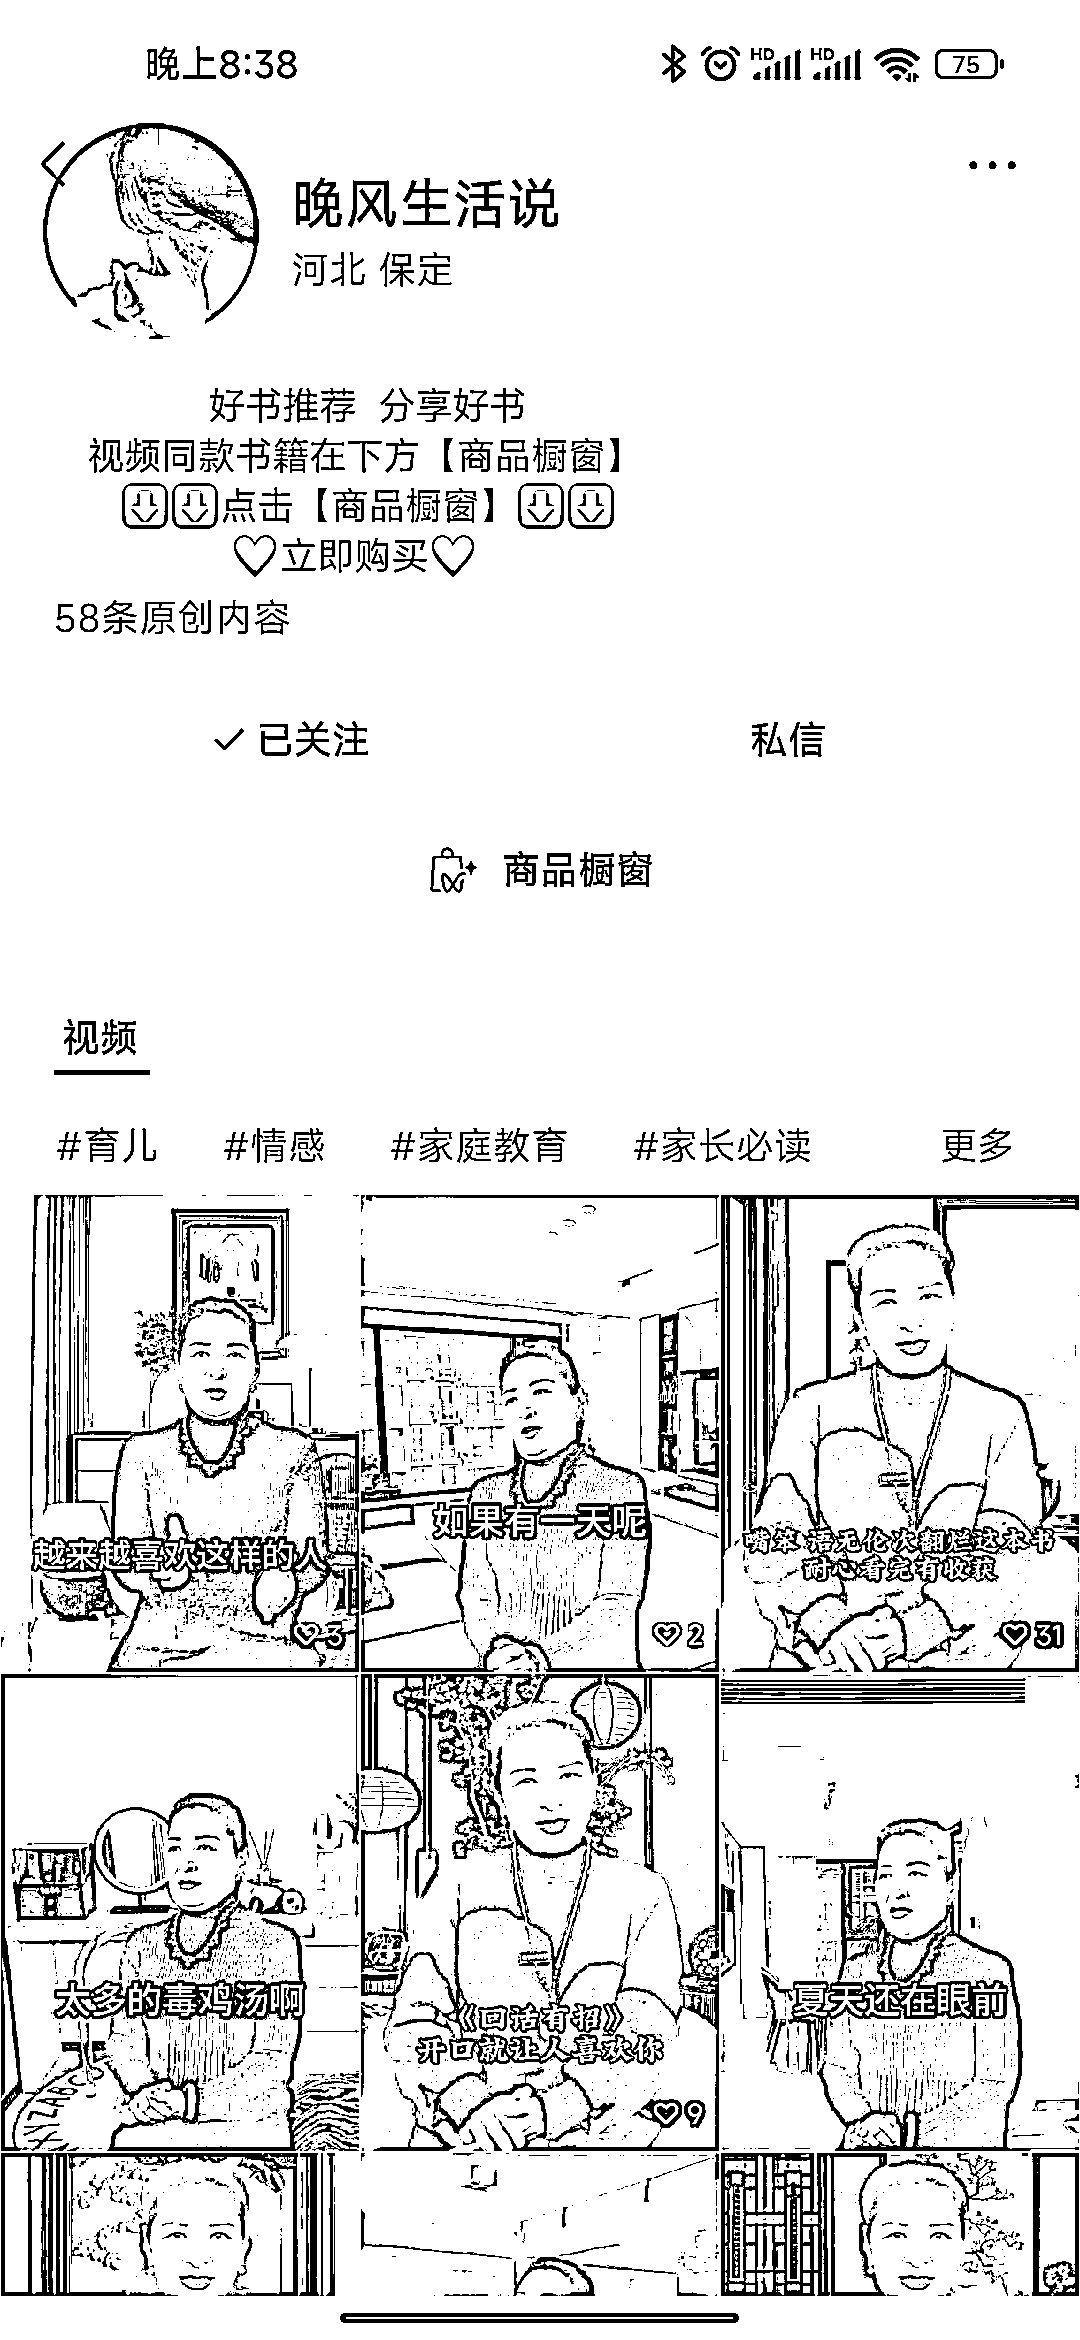 晚上8:38
HD HD 75
晚风生活说
河北 保定
好书推荐 分享好书
视频同款书籍在下方【商品橱窗】
点击【商品橱窗】
♡立即购买♡
58条原创内容
✓ 已关注 私信
商品橱窗
视频
#育儿 #情感 #家庭教育 #家长必读 更多
越来越喜欢这样的人
3
如果有一天呢
2
嘴笨 语无伦次翻烂这本书
耐心看完有收获
31
太多的毒鸡汤啊
《回话有招》
开口就让人喜欢你
9
夏天还在眼前